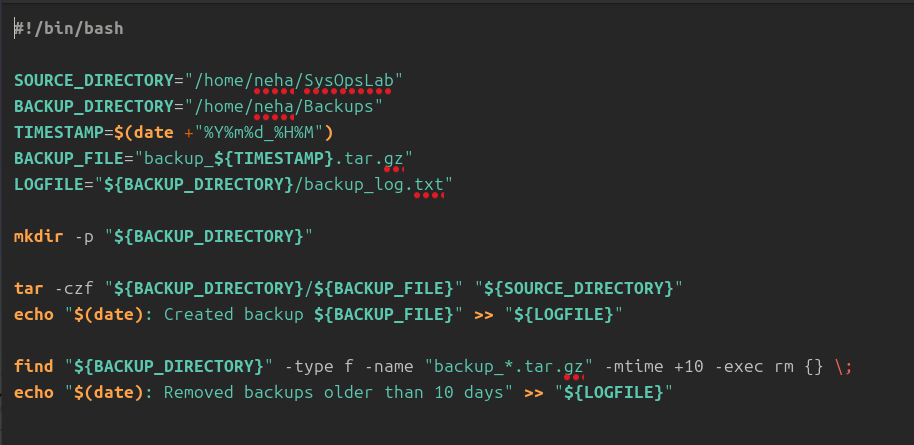 #!/bin/bash
SOURCE_DIRECTORY="/home/neha/SysOpsLab"
BACKUP_DIRECTORY="/home/neha/Backups"
TIMESTAMP=$(date +"%Y%m%d_%H%M")
BACKUP_FILE="backup_${TIMESTAMP}.tar.gz"
LOGFILE="${BACKUP_DIRECTORY}/backup_log.txt"
mkdir -p "${BACKUP_DIRECTORY}"
tar -czf "${BACKUP_DIRECTORY}/${BACKUP_FILE}" "${SOURCE_DIRECTORY}"
echo "$(date): Created backup ${BACKUP_FILE}" >> "${LOGFILE}"
find "${BACKUP_DIRECTORY}" -type f -name "backup_*.tar.gz" -mtime +10 -exec rm {} \;
echo "$(date): Removed backups older than 10 days" >> "${LOGFILE}"